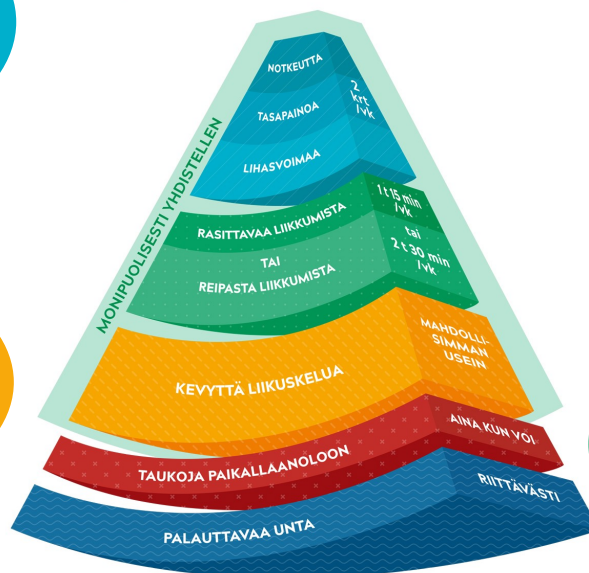 MONIPUOLISESTI YHDISTELLEN
NOTKEUTTA
TASAPAINOA
LIHASVOIMAA
2
krt
/vk
RASITTAVAA LIIKKUMISTA
1 t 15 min
/vk
TAI
tai
REIPASTA LIIKKUMISTA
2 t 30 min
/vk
KEVYTTÄ LIIKUSKELUA
MAHDOLLI-
SIMMAN
USEIN
TAUKOJA PAIKALLAANOLOON
AINA KUN VOI
PALAUTTAVAA UNTA
RIITTÄVÄSTI